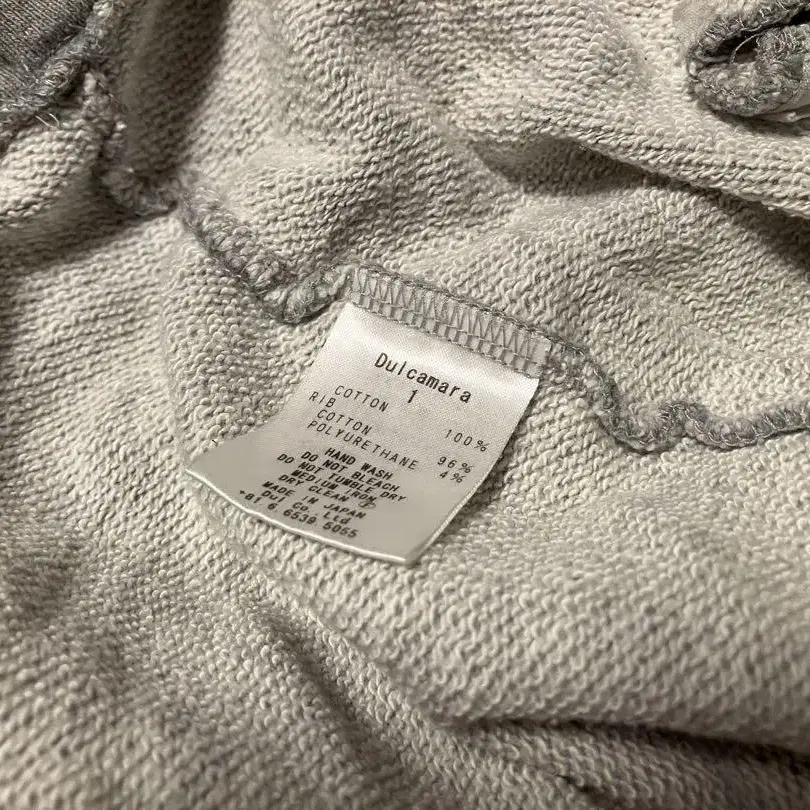 Dulcamara
1
COTTON 100%
RIB
COTTON 96%
POLYURETHANE 4%
HAND WASH
DO NOT BLEACH
DO NOT TUMBLE DRY
MEDIUM IRON
DRY CLEAN Ⓟ
MADE IN JAPAN
Dul Co., Ltd
+81 6 6539 5055